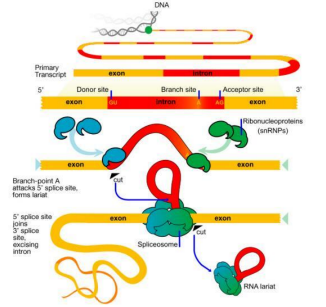 DNA
Primary
Transcript
exon
intron
exon
Donor site
Branch site
Acceptor site
5'
3'
exon
GU
intron
A
AG
exon
Ribonucleoproteins
(snRNPs)
exon
exon
Branch-point A
attacks 5' splice site,
forms lariat
cut
5' splice site
joins
3' splice
site,
excising
intron
exon
exon
cut
Spliceosome
RNA lariat